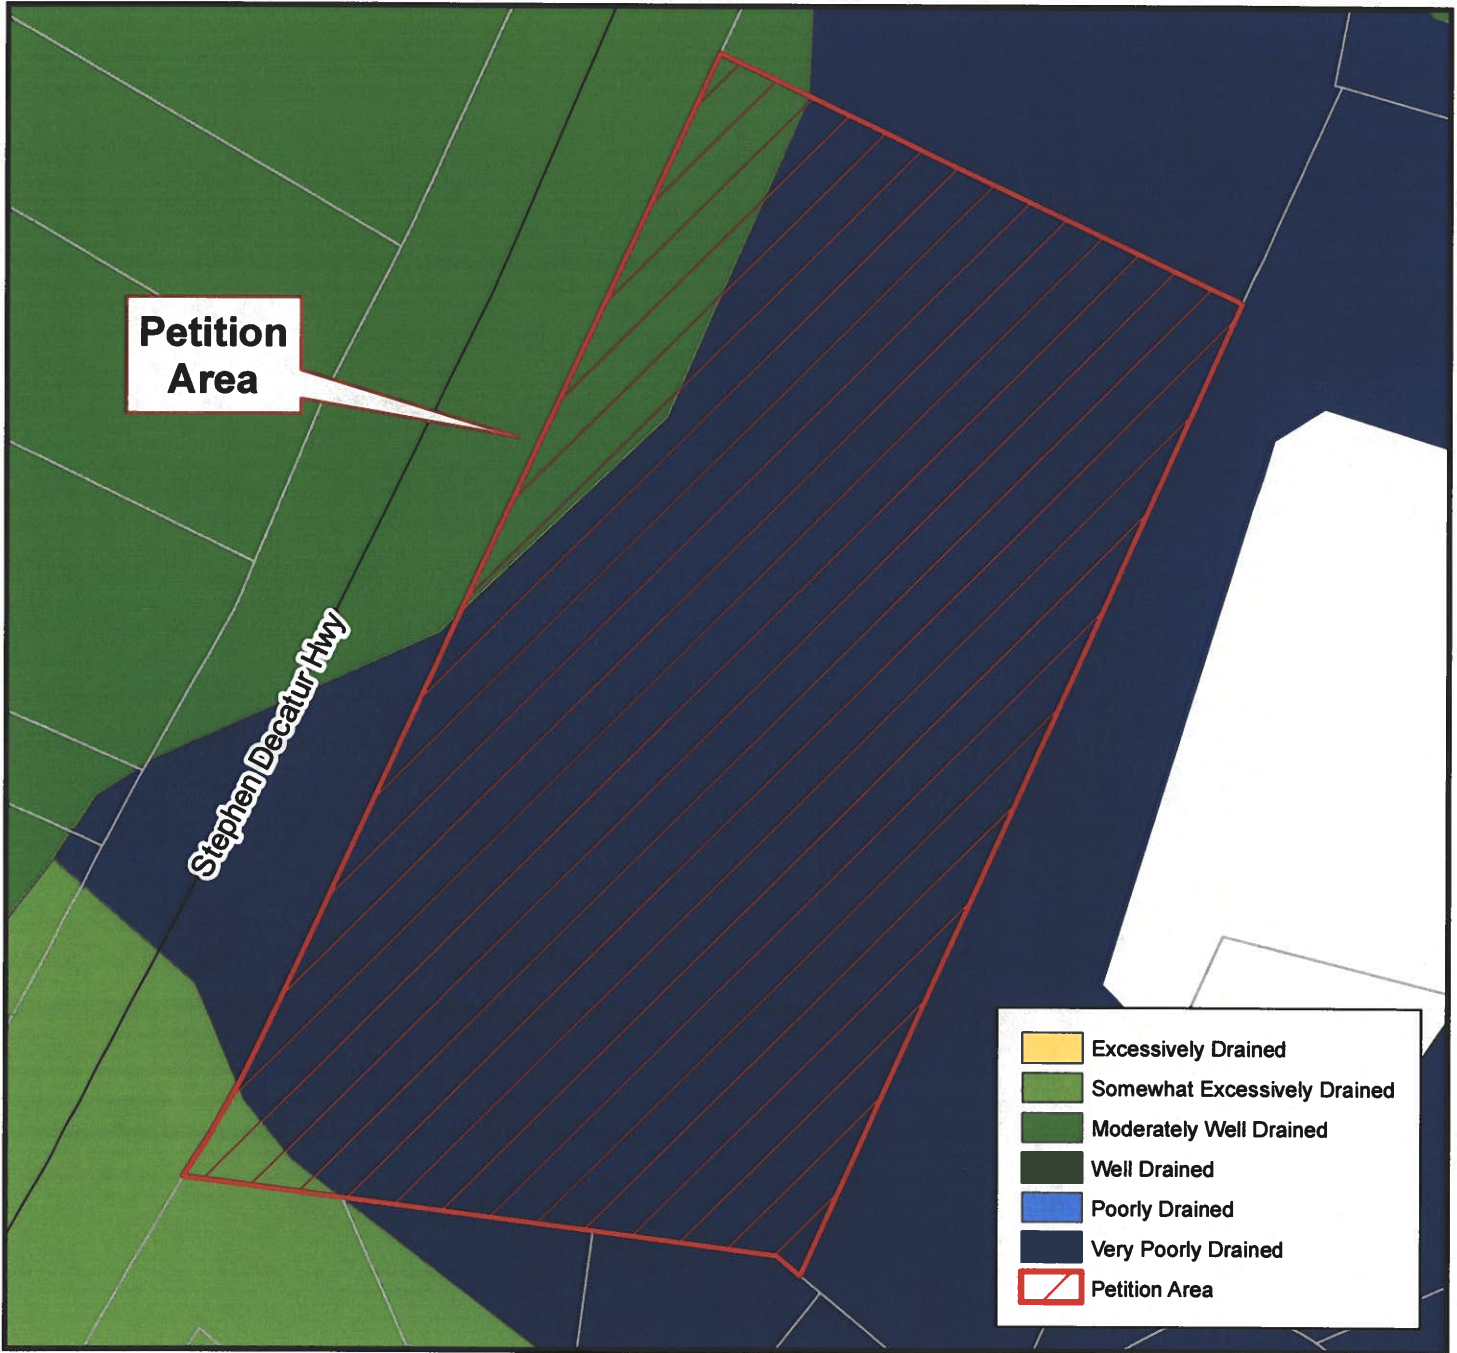 Petition
Area
Stephen Decatur Hwy
Excessively Drained
Somewhat Excessively Drained
Moderately Well Drained
Well Drained
Poorly Drained
Very Poorly Drained
Petition Area